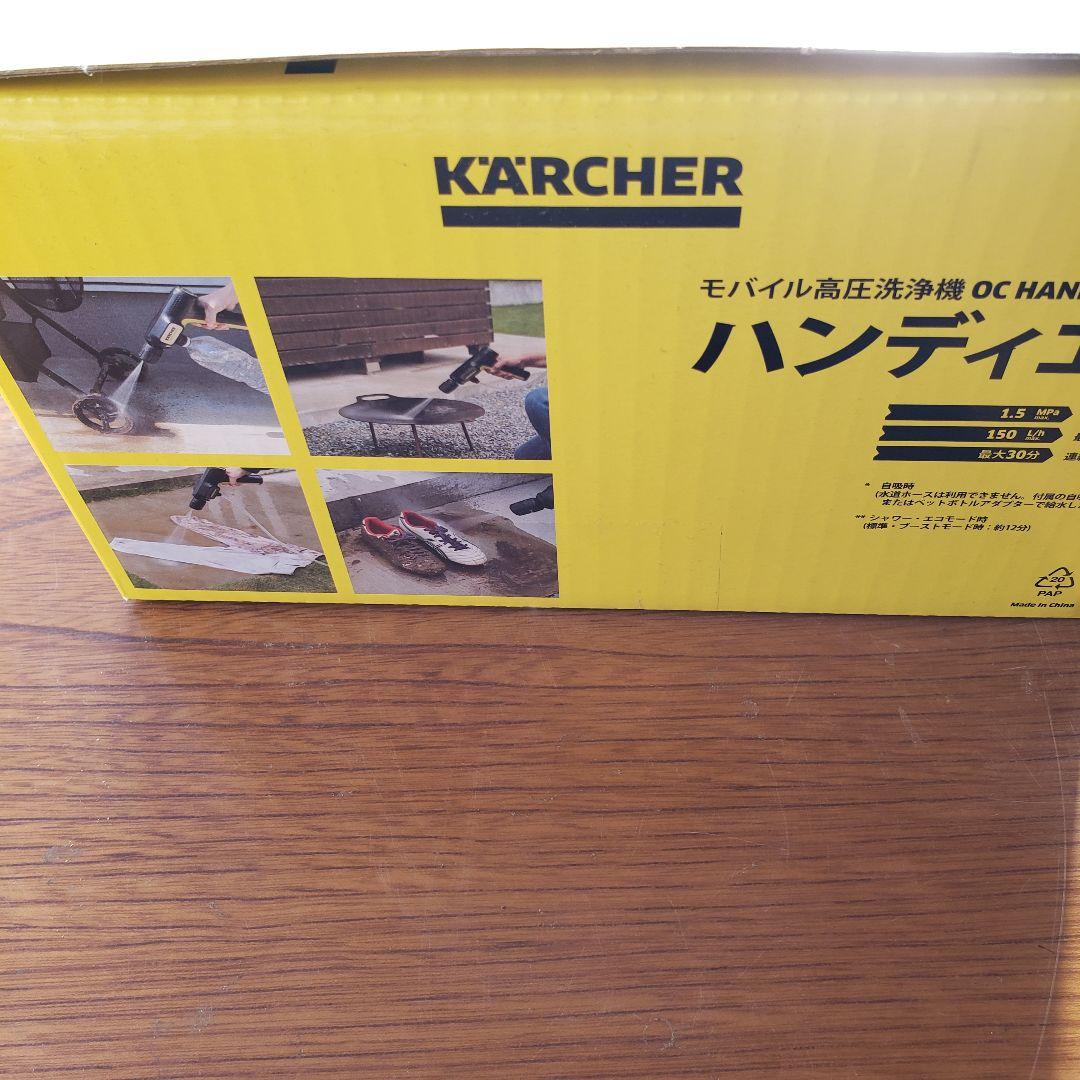 KÄRCHER
モバイル高圧洗浄機 OC HAN
ハンディエ
1.5 MPa max.
150 L/h max.
最大30分 連
* 自吸時
(水道ホースは利用できません。付属の自
またはペットボトルアダプターで給水し
** シャワー・エコモード時
(標準・ブーストモード時：約12分)
20
PAP
Made in China